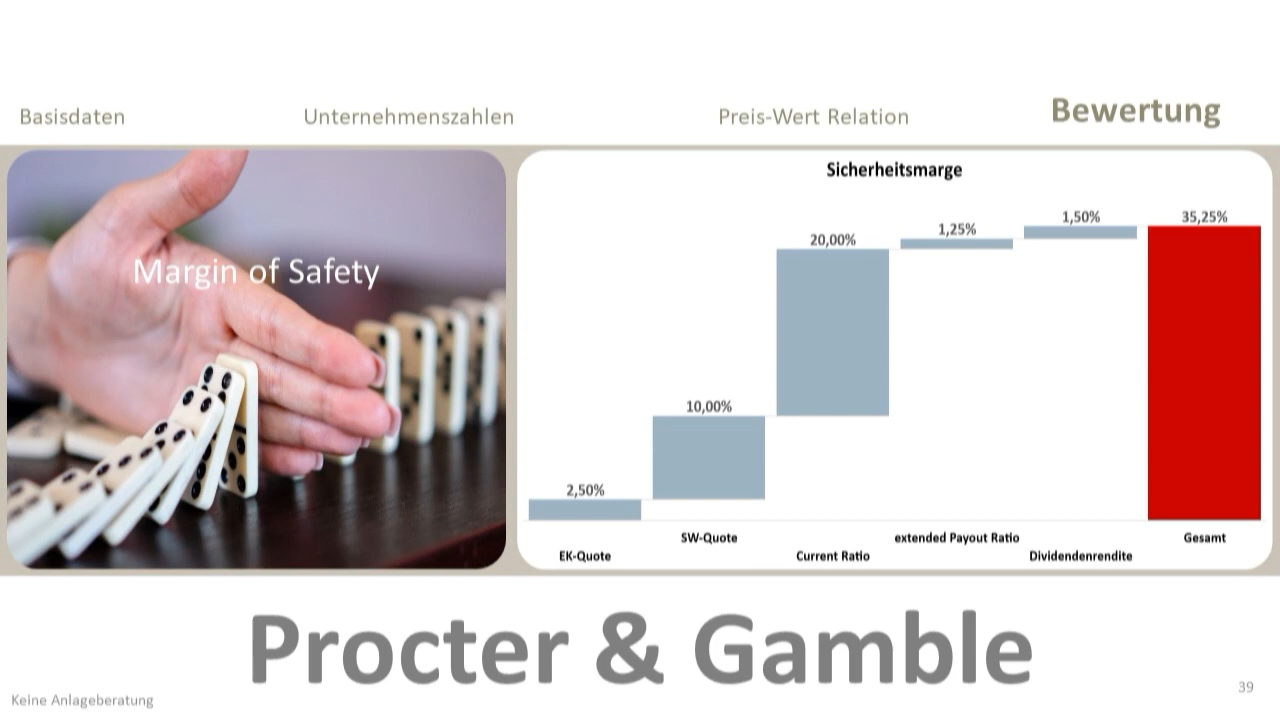 Basisdaten
Unternehmenszahlen
Preis-Wert Relation
Bewertung
Margin of Safety
Sicherheitsmarge
2,50%
10,00%
20,00%
1,25%
1,50%
35,25%
EK-Quote
SW-Quote
Current Ratio
extended Payout Ratio
Dividendenrendite
Gesamt
Procter & Gamble
Keine Anlageberatung
39